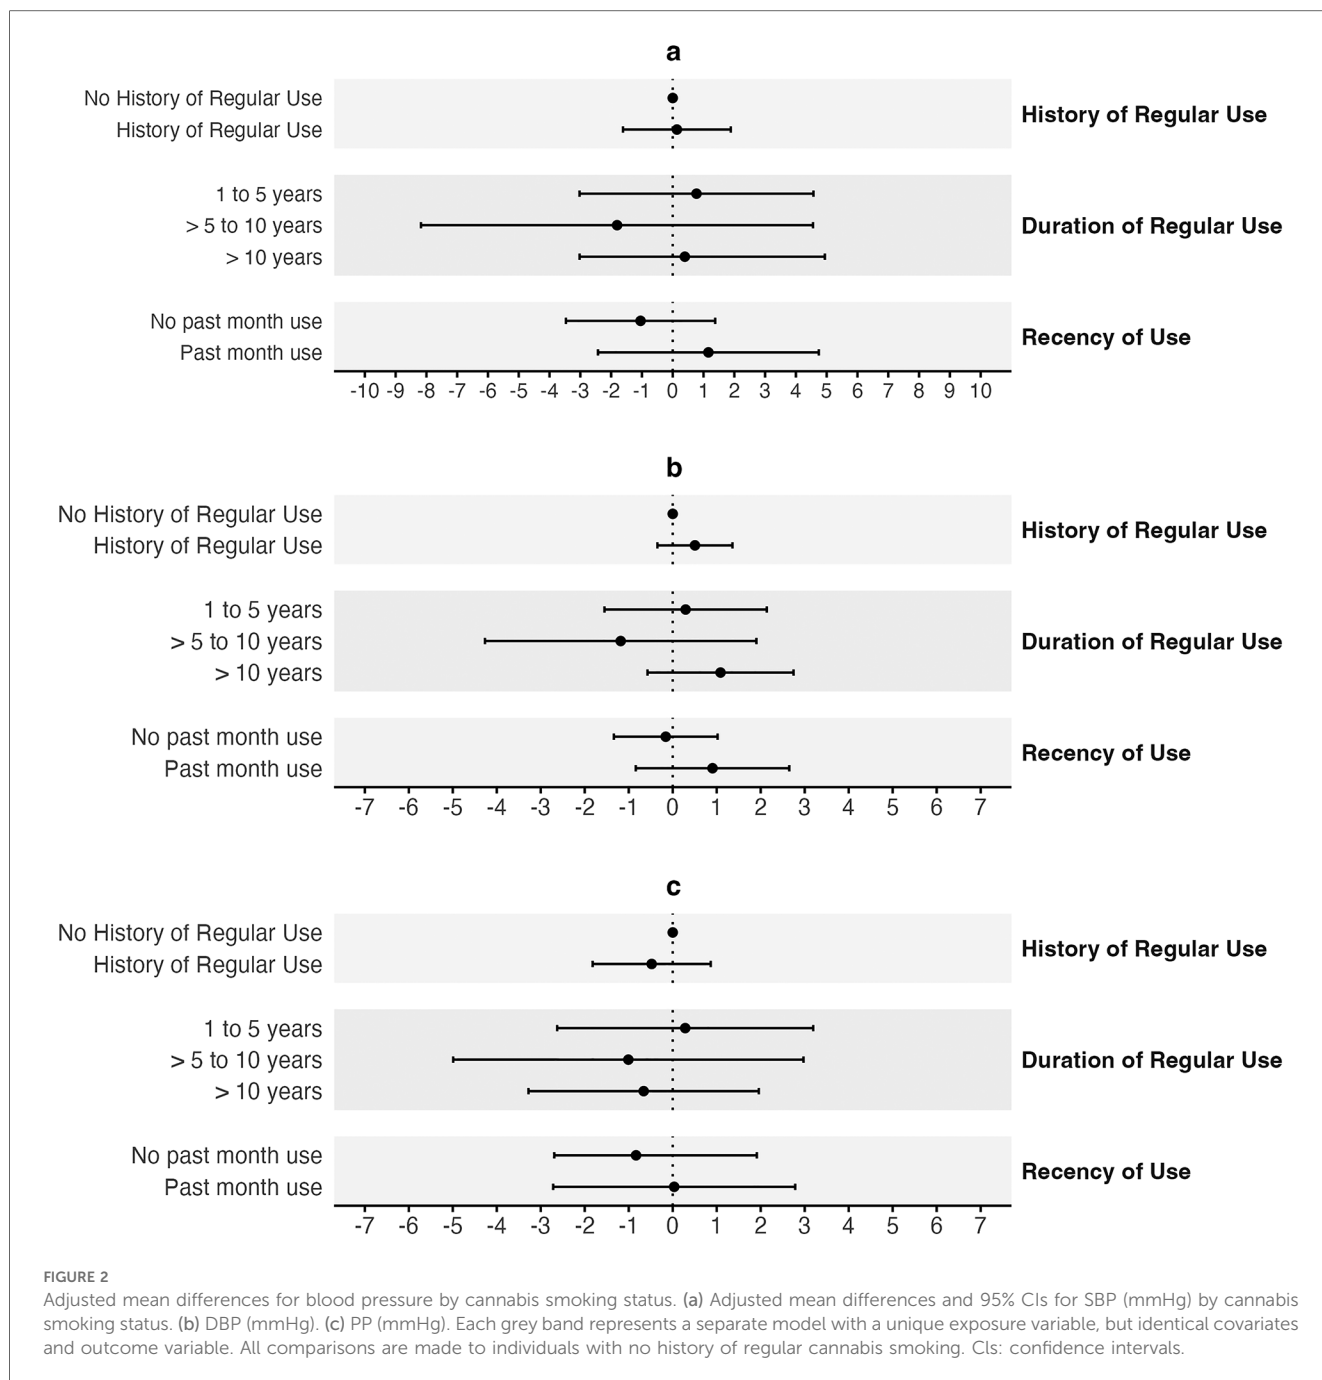 a
No History of Regular Use
History of Regular Use
History of Regular Use
1 to 5 years
> 5 to 10 years
> 10 years
Duration of Regular Use
No past month use
Past month use
Recency of Use
-10 -9 -8 -7 -6 -5 -4 -3 -2 -1 0 1 2 3 4 5 6 7 8 9 10
b
No History of Regular Use
History of Regular Use
History of Regular Use
1 to 5 years
> 5 to 10 years
> 10 years
Duration of Regular Use
No past month use
Past month use
Recency of Use
-7 -6 -5 -4 -3 -2 -1 0 1 2 3 4 5 6 7
c
No History of Regular Use
History of Regular Use
History of Regular Use
1 to 5 years
> 5 to 10 years
> 10 years
Duration of Regular Use
No past month use
Past month use
Recency of Use
-7 -6 -5 -4 -3 -2 -1 0 1 2 3 4 5 6 7
FIGURE 2
Adjusted mean differences for blood pressure by cannabis smoking status. (a) Adjusted mean differences and 95% CIs for SBP (mmHg) by cannabis
smoking status. (b) DBP (mmHg). (c) PP (mmHg). Each grey band represents a separate model with a unique exposure variable, but identical covariates
and outcome variable. All comparisons are made to individuals with no history of regular cannabis smoking. CIs: confidence intervals.